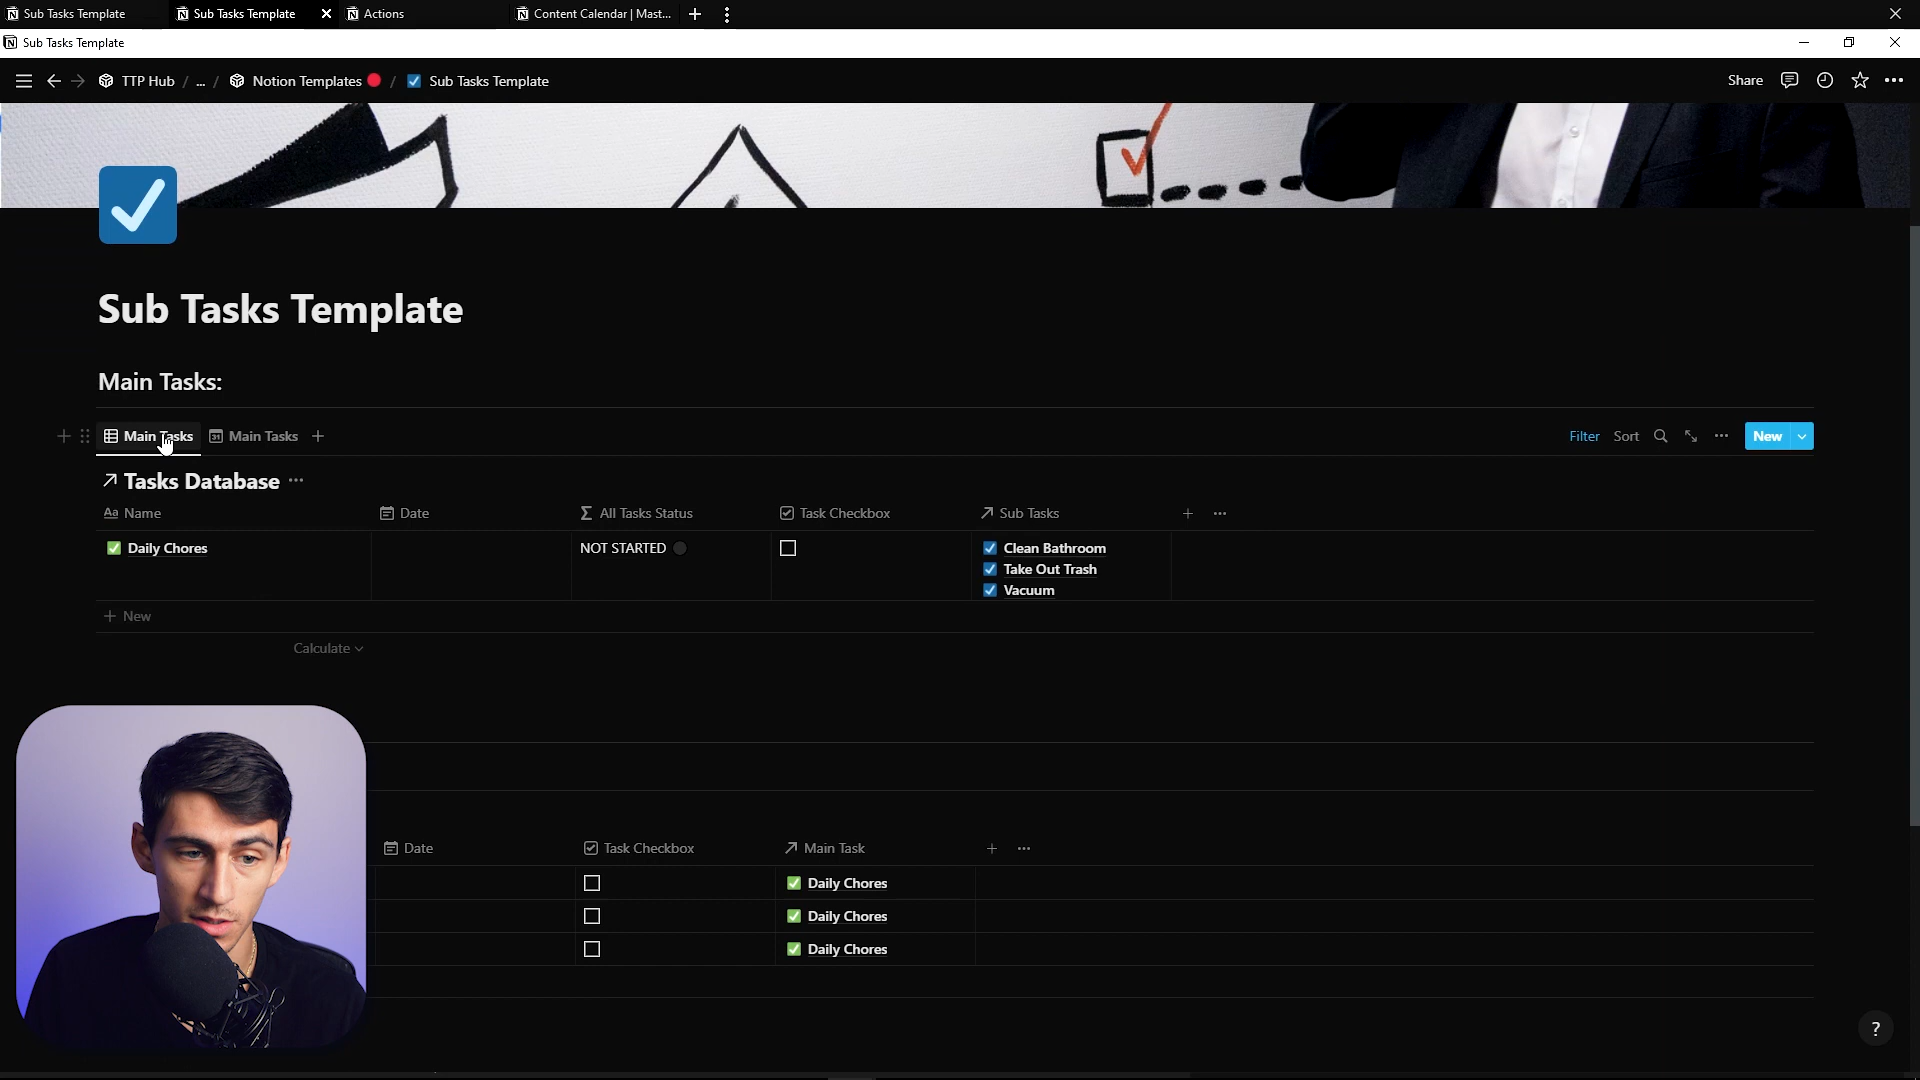 Sub Tasks Template
Sub Tasks Template
Actions
Content Calendar | Mast...
Sub Tasks Template
TTP Hub / ... / Notion Templates / Sub Tasks Template
Share
Sub Tasks Template
Main Tasks:
Main Tasks
31 Main Tasks
Filter
Sort
New
Tasks Database
Aa Name
Date
Σ All Tasks Status
Task Checkbox
Sub Tasks
Daily Chores
NOT STARTED
Clean Bathroom
Take Out Trash
Vacuum
+ New
Calculate
Date
Task Checkbox
Main Task
Daily Chores
Daily Chores
Daily Chores
?